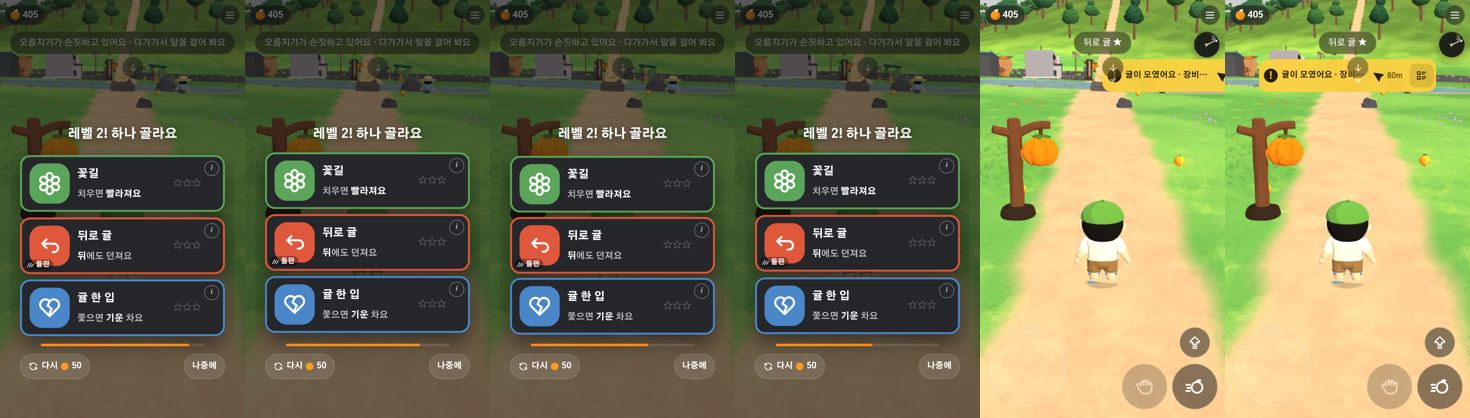 405
오름지기가 손짓하고 있어요 · 다가가서 말을 걸어 봐요
레벨 2! 하나 골라요
꽃길
치우면 빨라져요
뒤로 귤
뒤에도 던져요
들판
귤 한 입
쫓으면 기운 차요
다시 50
나중에
405
오름지기가 손짓하고 있어요 · 다가가서 말을 걸어 봐요
레벨 2! 하나 골라요
꽃길
치우면 빨라져요
뒤로 귤
뒤에도 던져요
들판
귤 한 입
쫓으면 기운 차요
다시 50
나중에
405
오름지기가 손짓하고 있어요 · 다가가서 말을 걸어 봐요
레벨 2! 하나 골라요
꽃길
치우면 빨라져요
뒤로 귤
뒤에도 던져요
들판
귤 한 입
쫓으면 기운 차요
다시 50
나중에
405
오름지기가 손짓하고 있어요 · 다가가서 말을 걸어 봐요
레벨 2! 하나 골라요
꽃길
치우면 빨라져요
뒤로 귤
뒤에도 던져요
들판
귤 한 입
쫓으면 기운 차요
다시 50
나중에
405
뒤로 귤 ★
귤이 모였어요 · 장비…
405
뒤로 귤 ★
귤이 모였어요 · 장비
80m